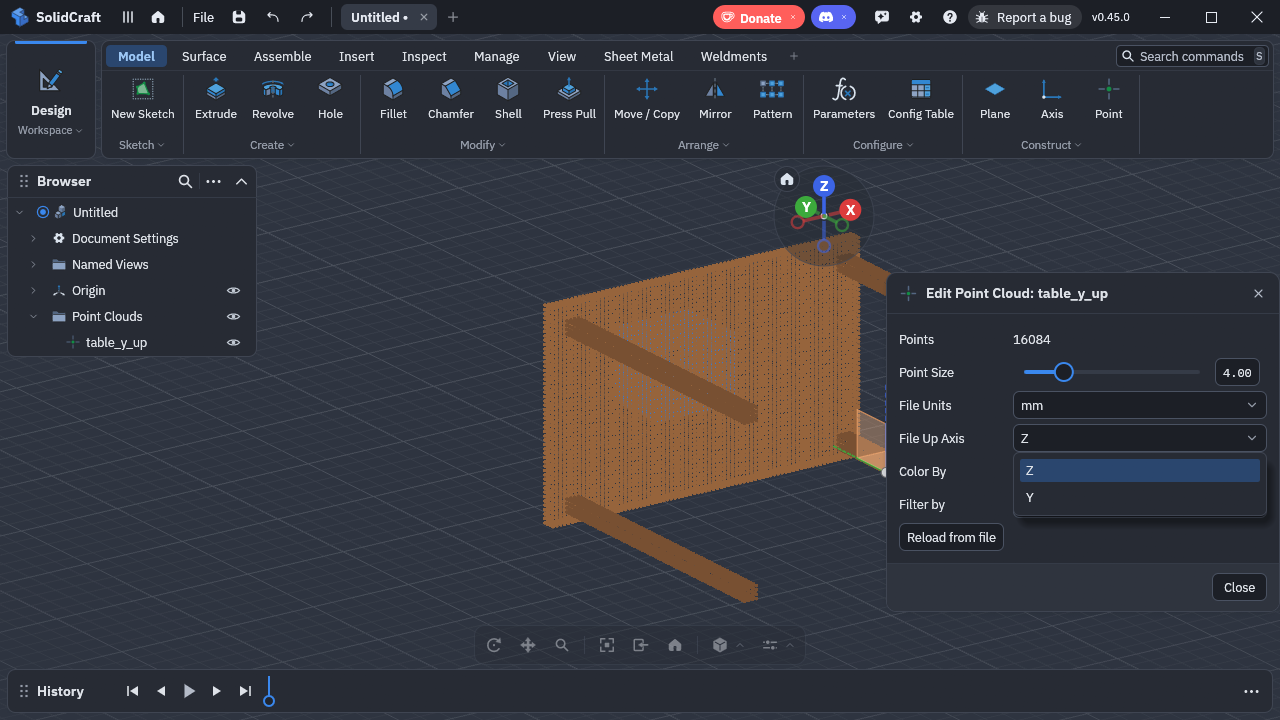 SolidCraft
File
Untitled •
Donate
Report a bug
v0.45.0
Design
Workspace
Model
Surface
Assemble
Insert
Inspect
Manage
View
Sheet Metal
Weldments
Search commands
S
New Sketch
Extrude
Revolve
Hole
Fillet
Chamfer
Shell
Press Pull
Move / Copy
Mirror
Pattern
Parameters
Config Table
Plane
Axis
Point
Sketch
Create
Modify
Arrange
Configure
Construct
Browser
Untitled
Document Settings
Named Views
Origin
Point Clouds
table_y_up
Z
Y
X
Edit Point Cloud: table_y_up
Points
16084
Point Size
4.00
File Units
mm
File Up Axis
Z
Color By
Z
Y
Filter by
Reload from file
Close
History